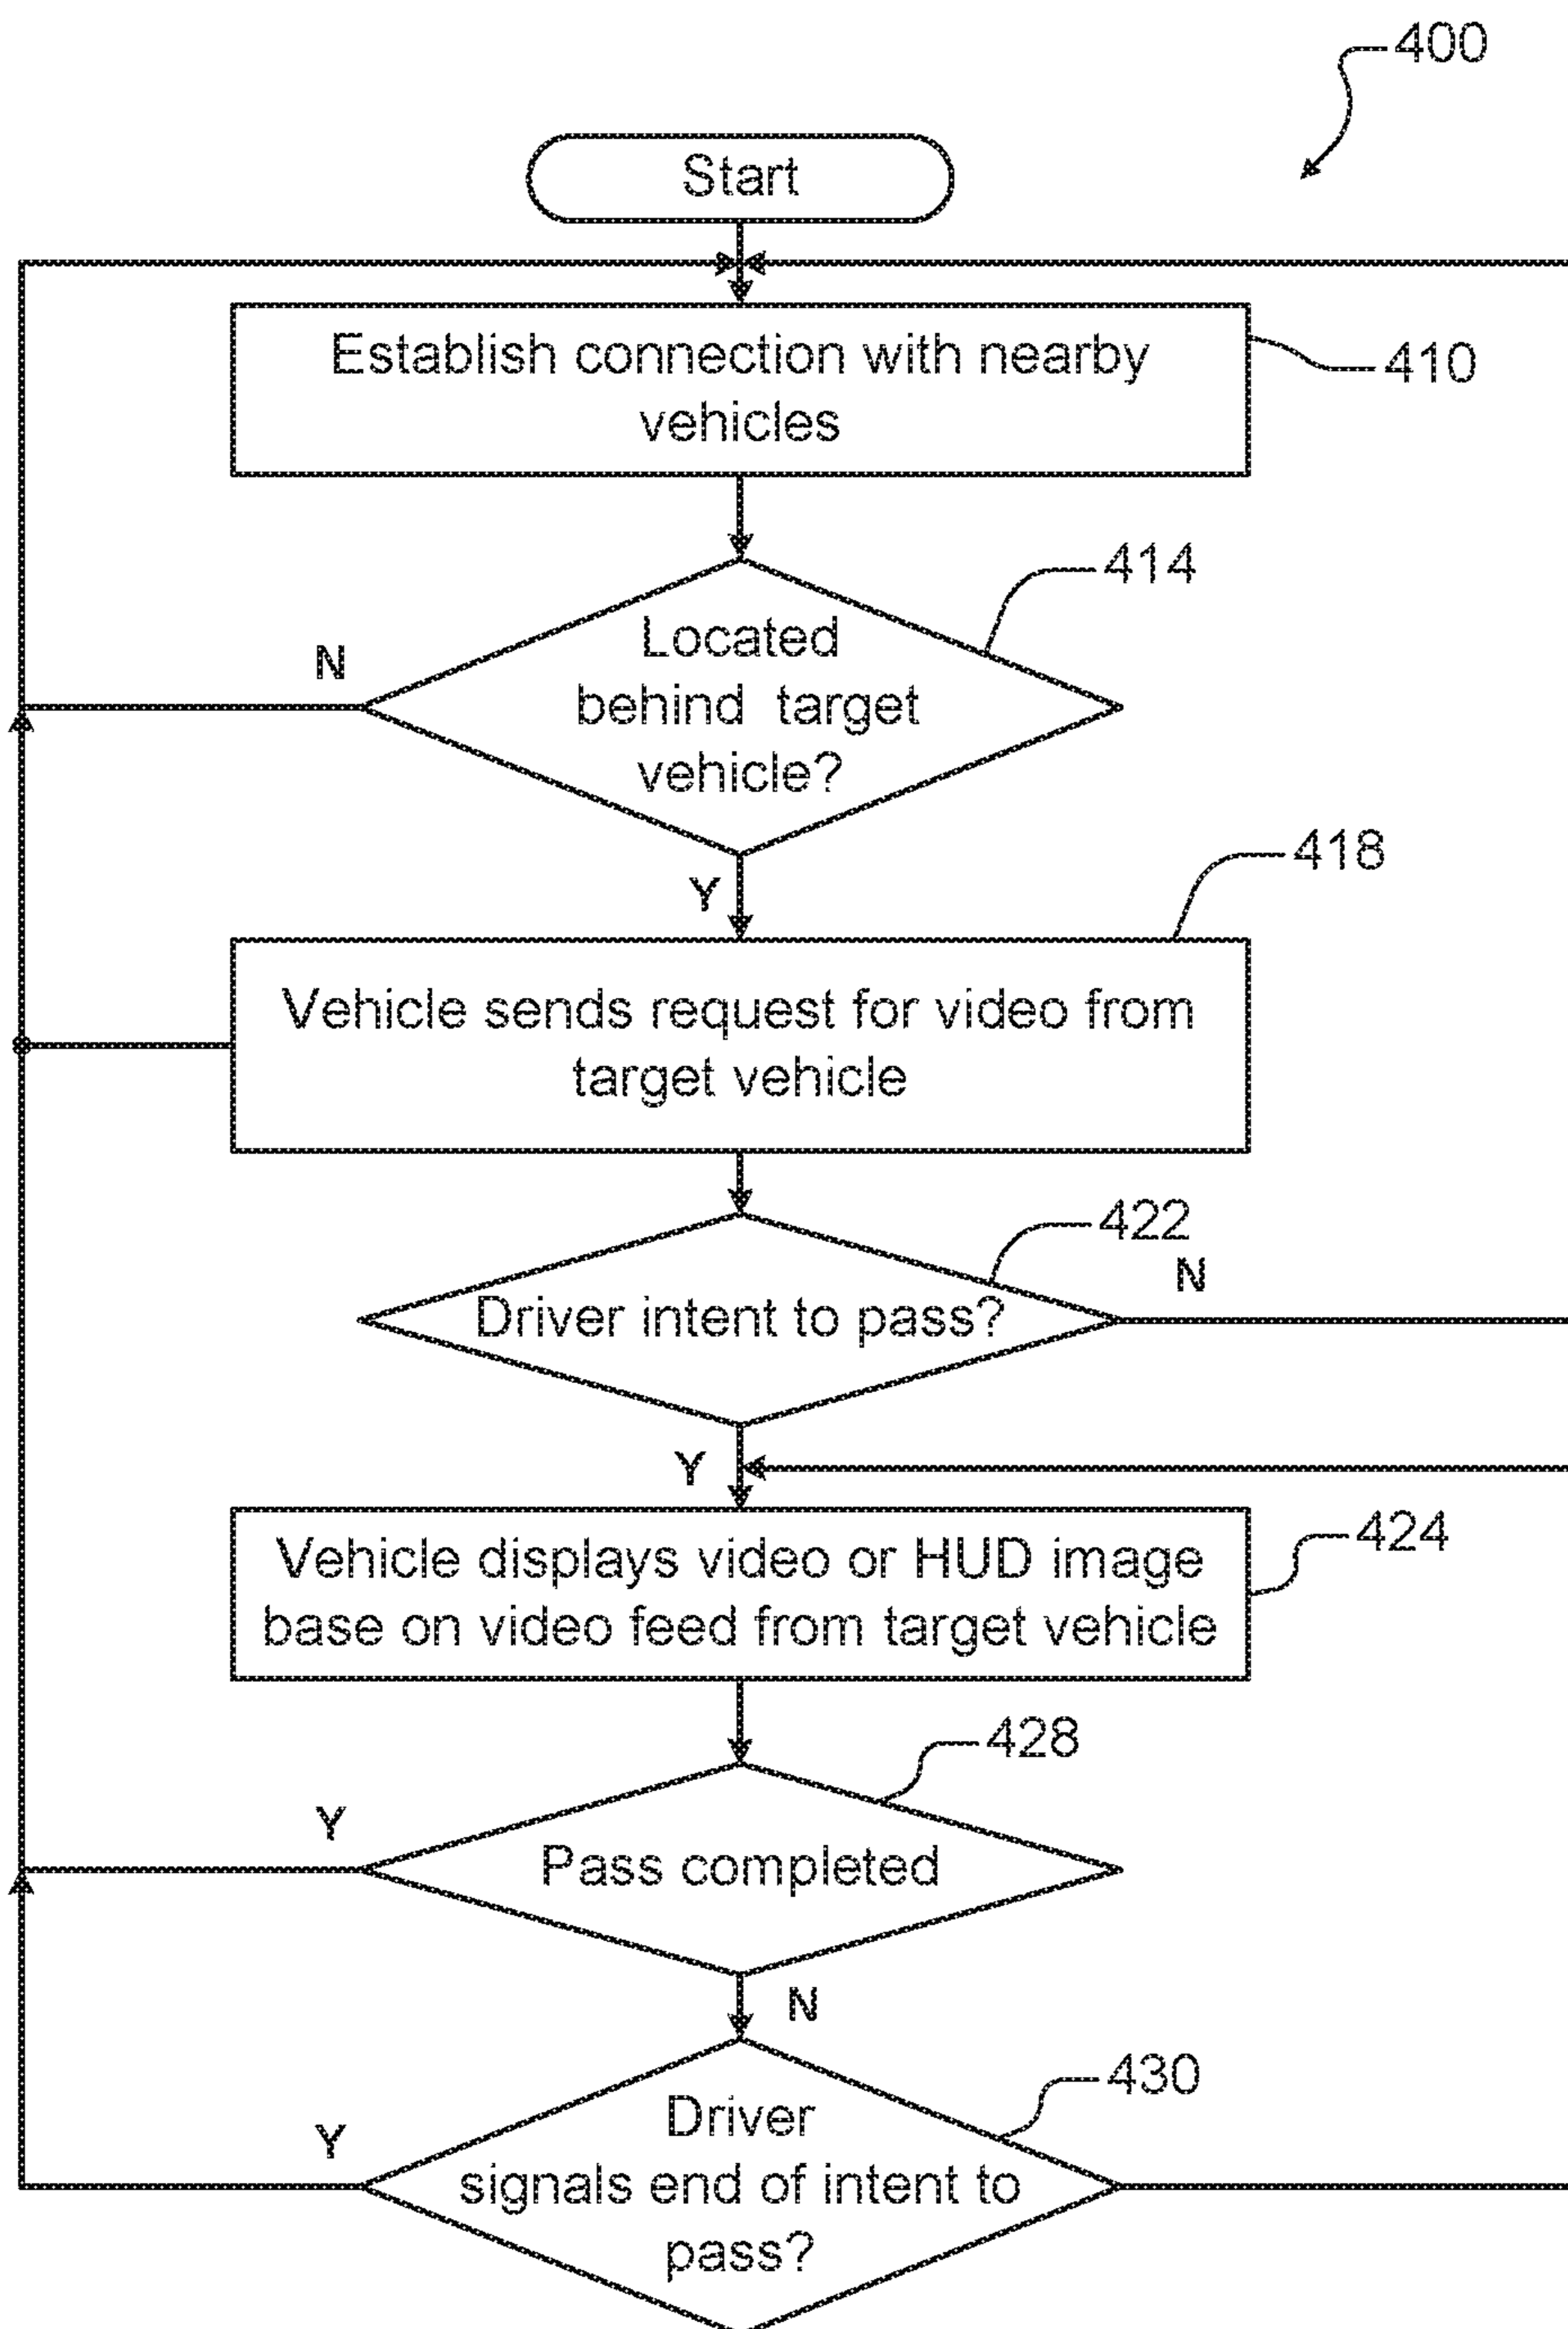 400
Start
Establish connection with nearby
vehicles
410
414
Located
behind target
vehicle?
N
Y
418
Vehicle sends request for video from
target vehicle
422
N
Driver intent to pass?
Y
Vehicle displays video or HUD image
base on video feed from target vehicle
424
428
Y
Pass completed
N
430
Y
Driver
signals end of intent to
pass?